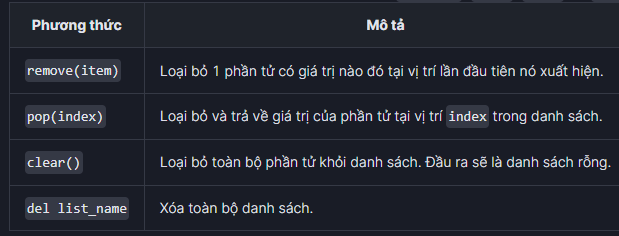 Phương thức Mô tả
remove(item) Loại bỏ 1 phần tử có giá trị nào đó tại vị trí lần đầu tiên nó xuất hiện.
pop(index) Loại bỏ và trả về giá trị của phần tử tại vị trí index trong danh sách.
clear() Loại bỏ toàn bộ phần tử khỏi danh sách. Đầu ra sẽ là danh sách rỗng.
del list_name Xóa toàn bộ danh sách.